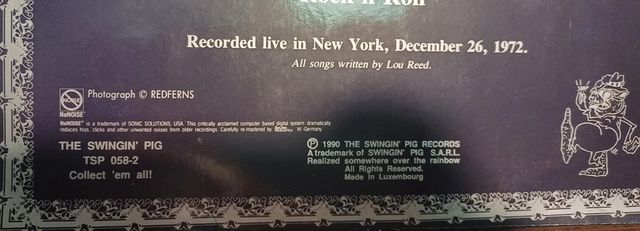 Rock n' Roll
Recorded live in New York, December 26, 1972.
All songs written by Lou Reed.
NoNOISE
Photograph © REDFERNS
NoNOISE
NoNOISE™ is a trademark of SONIC SOLUTIONS, USA. This critically acclaimed computer based digital system dramatically
reduces hiss, clicks and other unwanted noises from older recordings. Carefully re-mastered by W-Germany
THE SWINGIN' PIG
TSP 058-2
Collect 'em all!
Ⓟ 1990 THE SWINGIN' PIG RECORDS
A trademark of SWINGIN' PIG S.A.R.L.
Realized somewhere over the rainbow
All Rights Reserved.
Made in Luxembourg